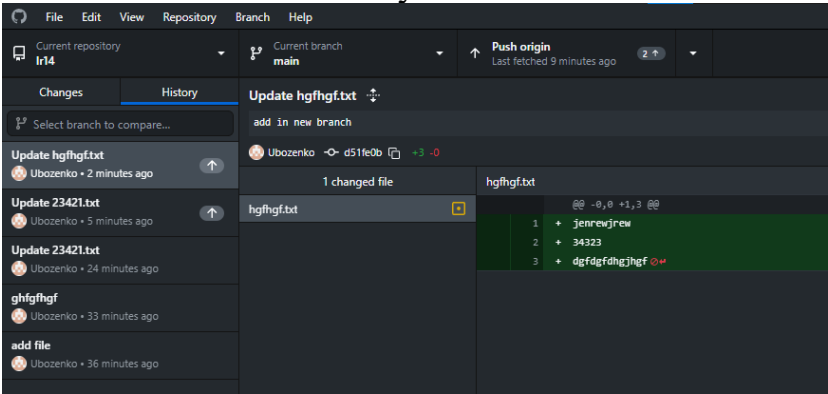 File Edit View Repository Branch Help
Current repository
lr14
Current branch
main
Push origin
Last fetched 9 minutes ago
2
Changes
History
Select branch to compare...
Update hgfhgf.txt
Ubozenko • 2 minutes ago
Update 23421.txt
Ubozenko • 5 minutes ago
Update 23421.txt
Ubozenko • 24 minutes ago
ghfgfhgf
Ubozenko • 33 minutes ago
add file
Ubozenko • 36 minutes ago
Update hgfhgf.txt
add in new branch
Ubozenko d51fe0b +3 -0
1 changed file
hgfhgf.txt
hgfhgf.txt
@@ -0,0 +1,3 @@
1 + jenrewjrew
2 + 34323
3 + dgfdgfdhgjhgf